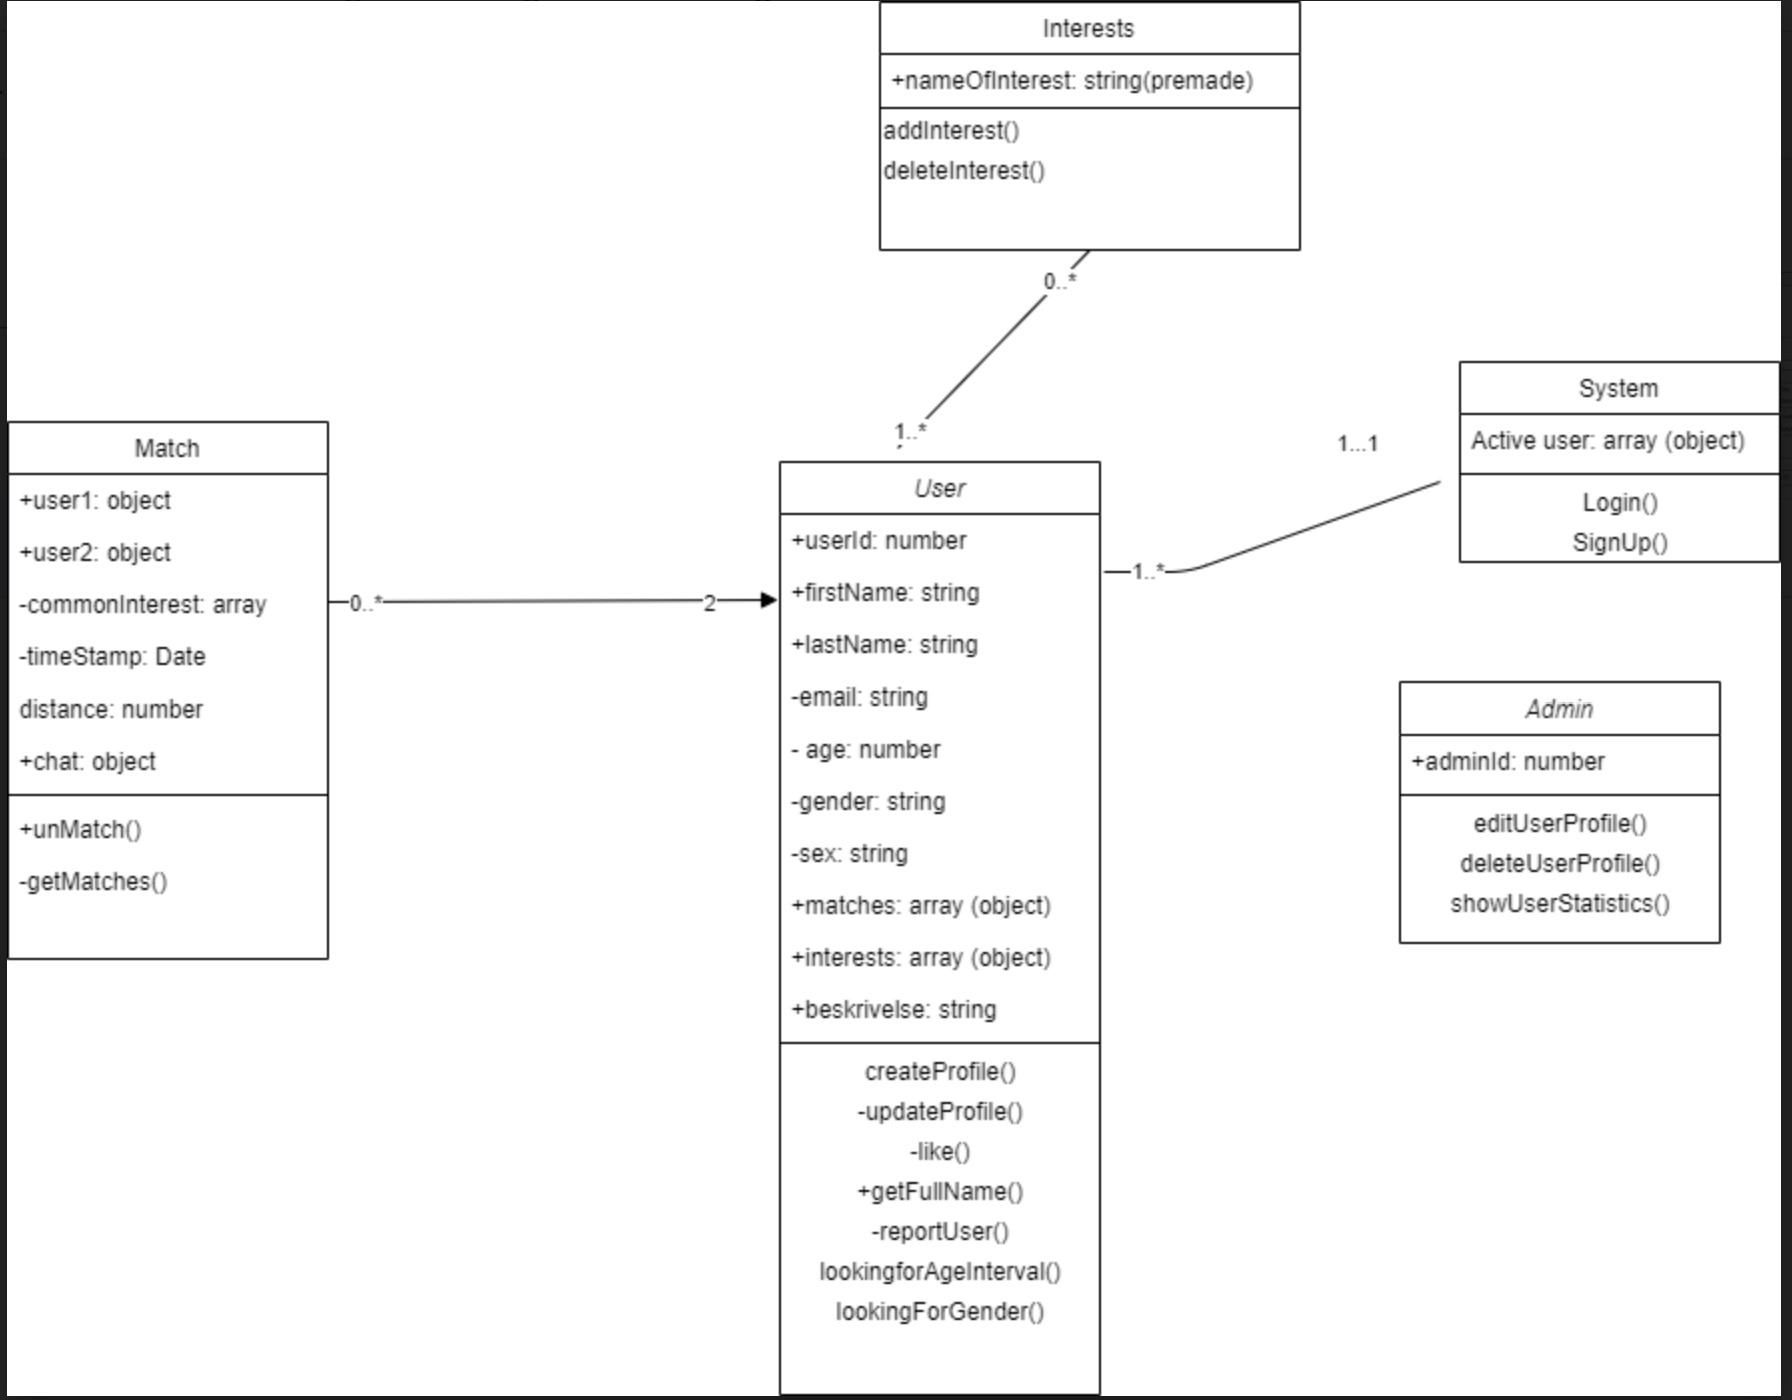 Interests
+nameOfInterest: string(premade)
addInterest()
deleteInterest()
0..*
1..*
System
Active user: array (object)
Login()
SignUp()
1...1
1..*
Match
+user1: object
+user2: object
-commonInterest: array
-timeStamp: Date
distance: number
+chat: object
+unMatch()
-getMatches()
0..*
2
User
+userId: number
+firstName: string
+lastName: string
-email: string
- age: number
-gender: string
-sex: string
+matches: array (object)
+interests: array (object)
+beskrivelse: string
createProfile()
-updateProfile()
-like()
+getFullName()
-reportUser()
lookingforAgeInterval()
lookingForGender()
Admin
+adminId: number
editUserProfile()
deleteUserProfile()
showUserStatistics()